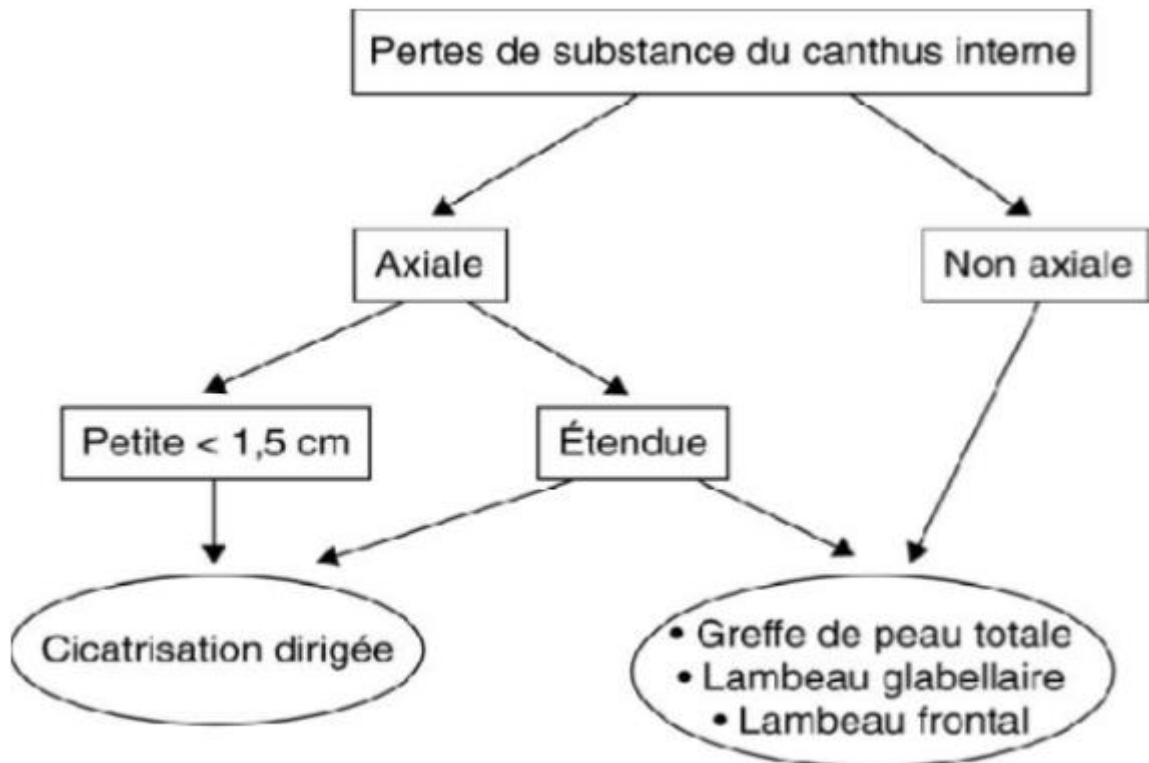 Pertes de substance du canthus interne
Axiale
Non axiale
Petite < 1,5 cm
Étendue
Cicatrisation dirigée
• Greffe de peau totale
• Lambeau glabellaire
• Lambeau frontal